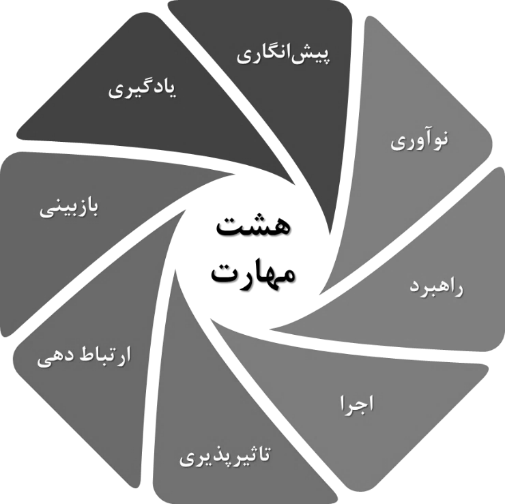 هشت
مهارت
پیش‌انگاری
نوآوری
راهبرد
اجرا
تاثیرپذیری
ارتباط دهی
بازبینی
یادگیری